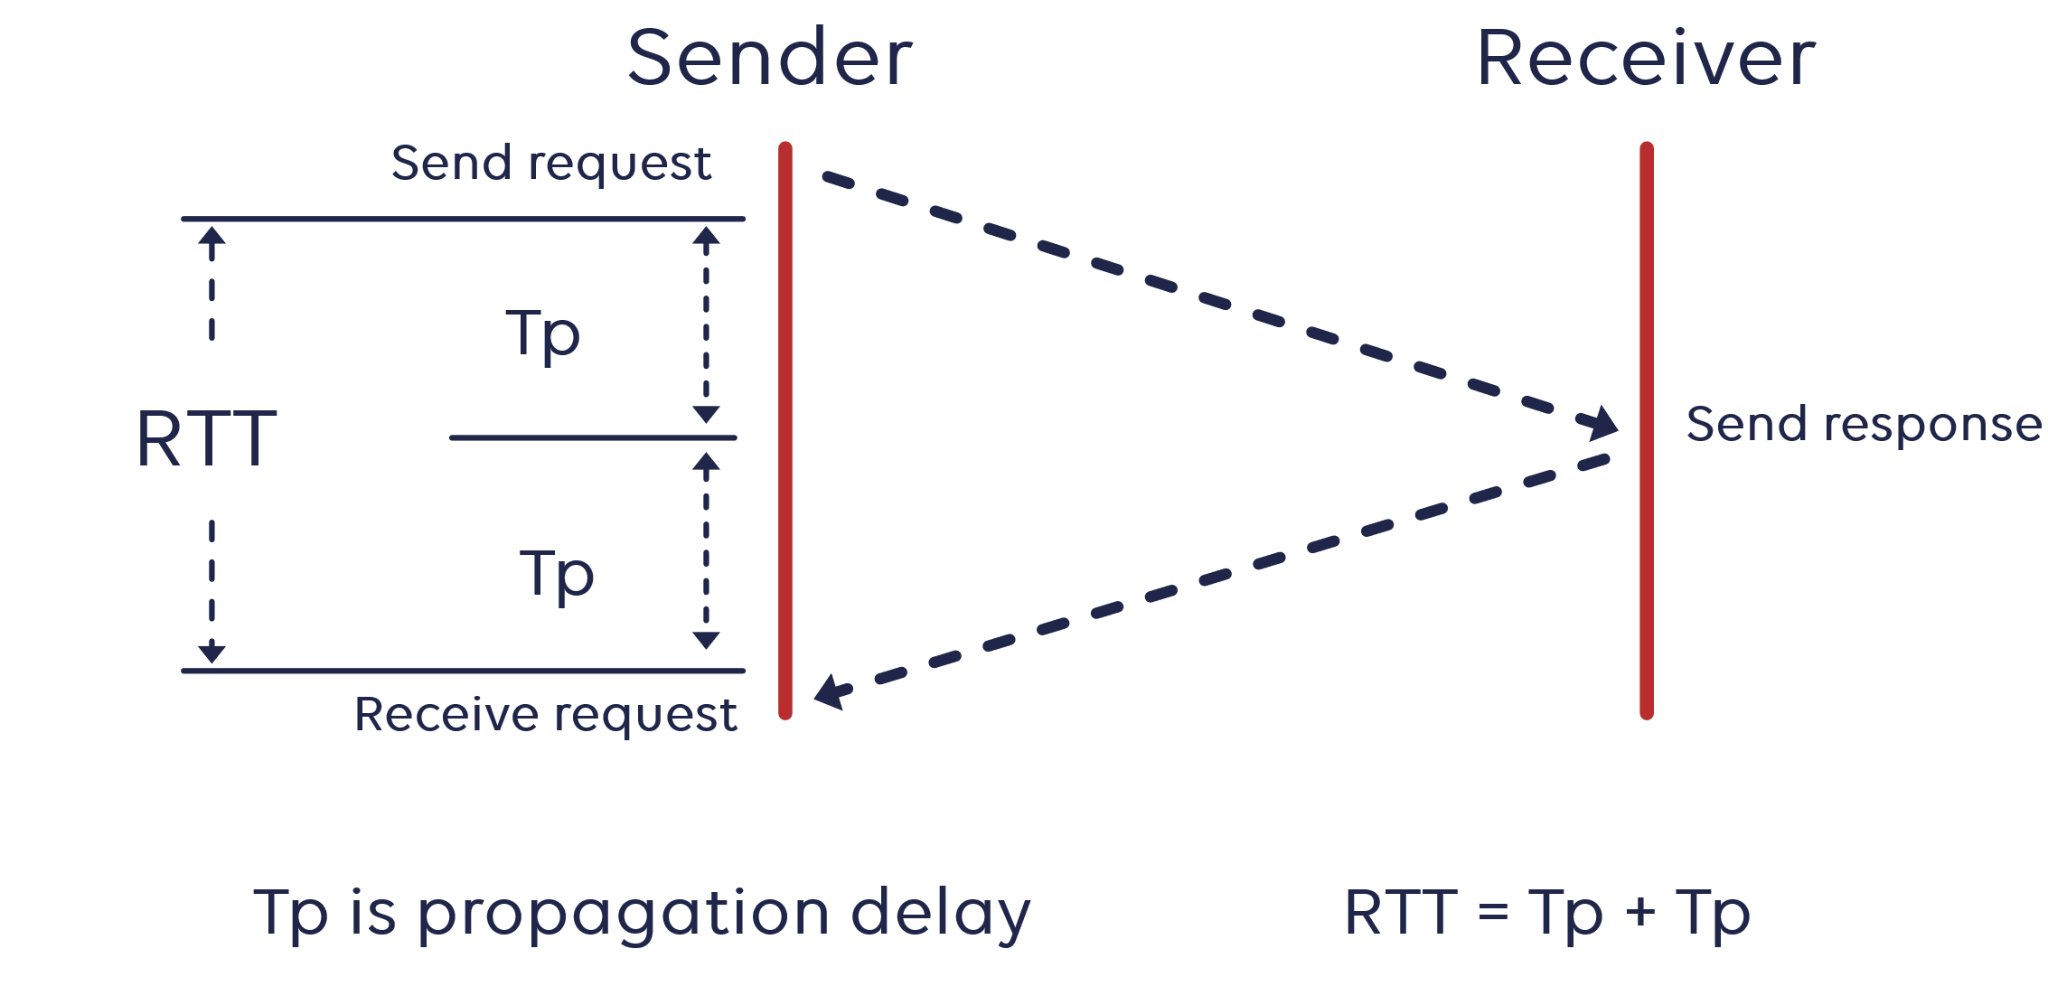 Sender
Receiver
Send request
Tp
RTT
Send response
Tp
Receive request
Tp is propagation delay
RTT = Tp + Tp